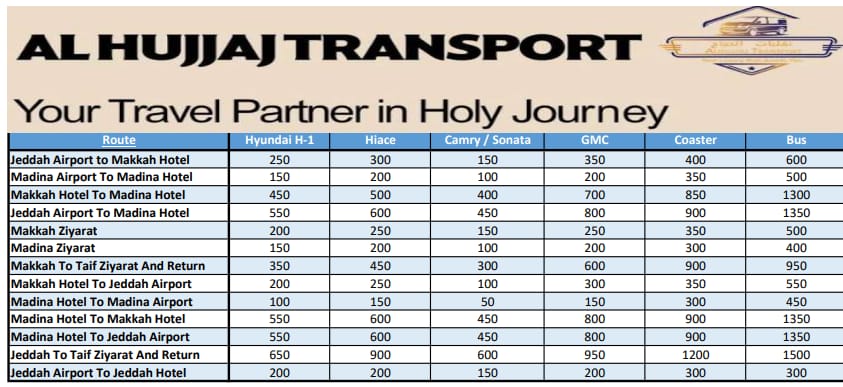 AL HUJJAJ TRANSPORT
Your Travel Partner in Holy Journey
Route Hyundai H-1 Hiace Camry / Sonata GMC Coaster Bus
Jeddah Airport to Makkah Hotel 250 300 150 350 400 600
Madina Airport To Madina Hotel 150 200 100 200 350 500
Makkah Hotel To Madina Hotel 450 500 400 700 850 1300
Jeddah Airport To Madina Hotel 550 600 450 800 900 1350
Makkah Ziyarat 200 250 150 250 350 500
Madina Ziyarat 150 200 100 200 300 400
Makkah To Taif Ziyarat And Return 350 450 300 600 900 950
Makkah Hotel To Jeddah Airport 200 250 100 300 350 550
Madina Hotel To Madina Airport 100 150 50 150 300 450
Madina Hotel To Makkah Hotel 550 600 450 800 900 1350
Madina Hotel To Jeddah Airport 550 600 450 800 900 1350
Jeddah To Taif Ziyarat And Return 650 900 600 950 1200 1500
Jeddah Airport To Jeddah Hotel 200 200 150 200 300 300